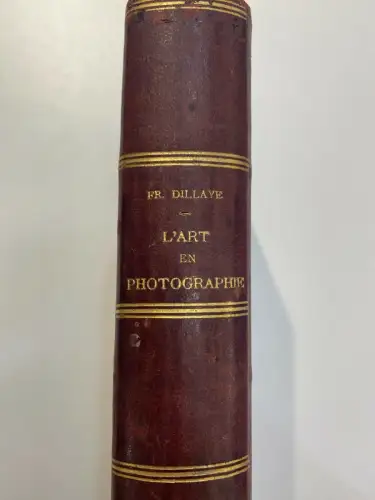 FR. DILLAYE
L'ART
EN
PHOTOGRAPHIE